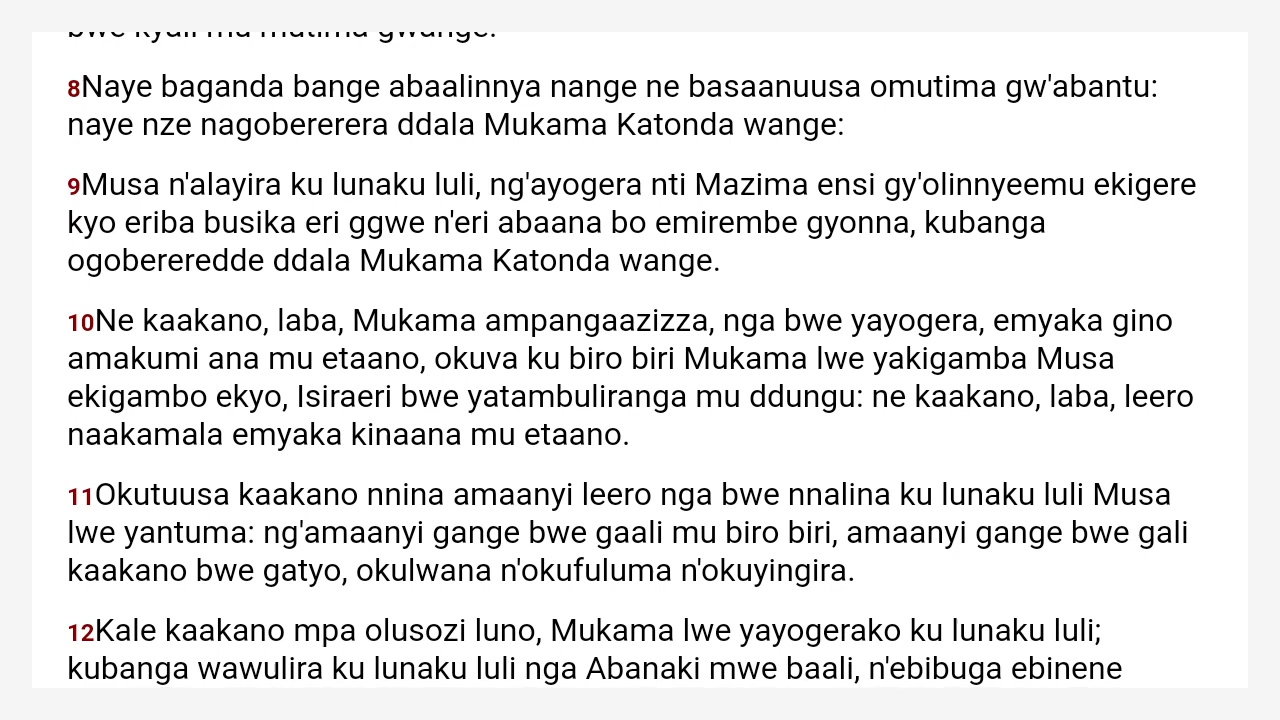 bwe kyali mu mutima gwange.
8Naye baganda bange abaalinnya nange ne basaanuusa omutima gw'abantu:
naye nze nagobererera ddala Mukama Katonda wange:
9Musa n'alayira ku lunaku luli, ng'ayogera nti Mazima ensi gy'olinnyeemu ekigere
kyo eriba busika eri ggwe n'eri abaana bo emirembe gyonna, kubanga
ogobereredde ddala Mukama Katonda wange.
10Ne kaakano, laba, Mukama ampangaazizza, nga bwe yayogera, emyaka gino
amakumi ana mu etaano, okuva ku biro biri Mukama lwe yakigamba Musa
ekigambo ekyo, Isiraeri bwe yatambuliranga mu ddungu: ne kaakano, laba, leero
naakamala emyaka kinaana mu etaano.
11Okutuusa kaakano nnina amaanyi leero nga bwe nnalina ku lunaku luli Musa
lwe yantuma: ng'amaanyi gange bwe gaali mu biro biri, amaanyi gange bwe gali
kaakano bwe gatyo, okulwana n'okufuluma n'okuyingira.
12Kale kaakano mpa olusozi luno, Mukama lwe yayogerako ku lunaku luli;
kubanga wawulira ku lunaku luli nga Abanaki mwe baali, n'ebibuga ebinene